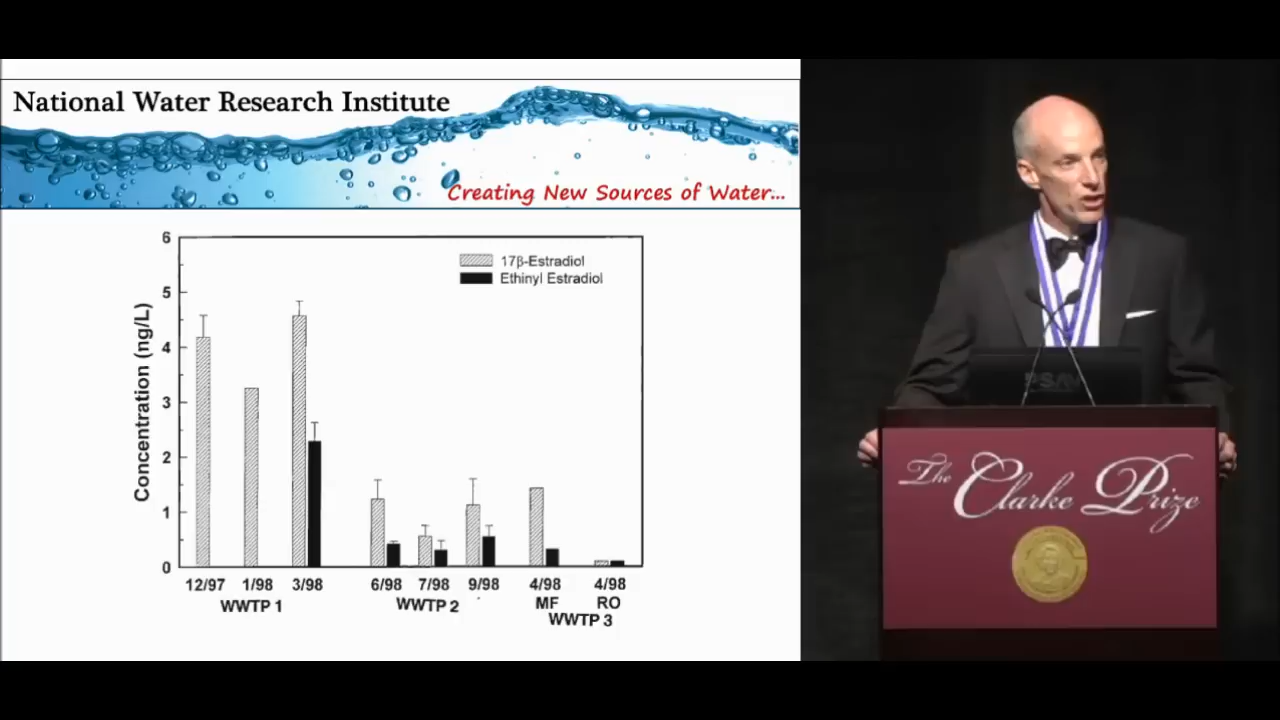 National Water Research Institute
Creating New Sources of Water...
6
5
4
3
2
1
0
Concentration (ng/L)
17β-Estradiol
Ethinyl Estradiol
12/97 1/98 3/98 6/98 7/98 9/98 4/98 4/98
MF RO
WWTP 1 WWTP 2 WWTP 3
PSAV
The Clarke Prize